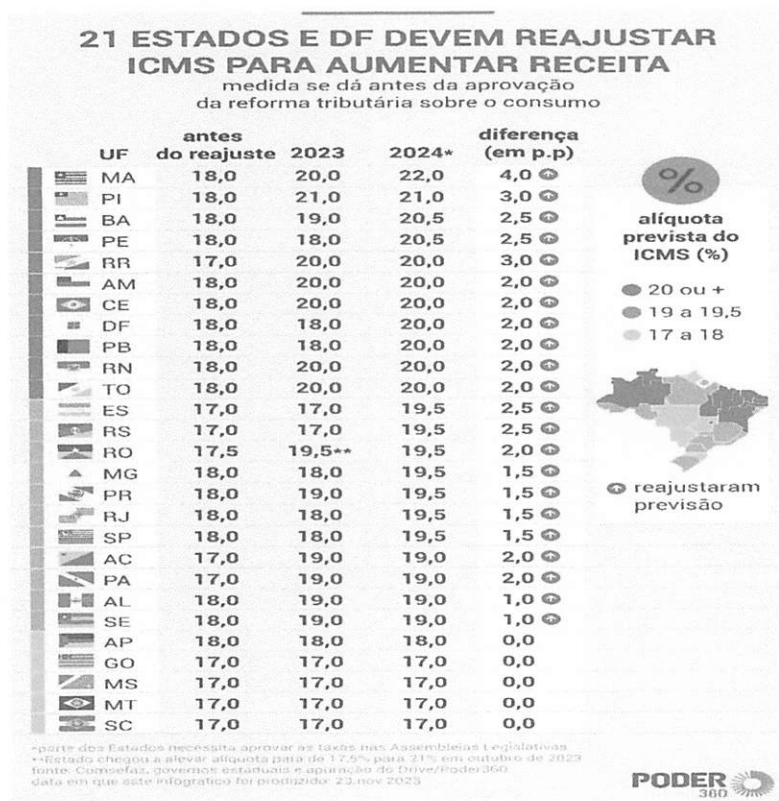 21 ESTADOS E DF DEVEM REAJUSTAR
ICMS PARA AUMENTAR RECEITA
medida se dá antes da aprovação
da reforma tributária sobre o consumo
UF antes do reajuste 2023 2024* diferença (em p.p)
MA 18,0 20,0 22,0 4,0
PI 18,0 21,0 21,0 3,0
BA 18,0 19,0 20,5 2,5
PE 18,0 18,0 20,5 2,5
RR 17,0 20,0 20,0 3,0
AM 18,0 20,0 20,0 2,0
CE 18,0 20,0 20,0 2,0
DF 18,0 18,0 20,0 2,0
PB 18,0 18,0 20,0 2,0
RN 18,0 20,0 20,0 2,0
TO 18,0 20,0 20,0 2,0
ES 17,0 17,0 19,5 2,5
RS 17,0 17,0 19,5 2,5
RO 17,5 19,5** 19,5 2,0
MG 18,0 18,0 19,5 1,5
PR 18,0 19,0 19,5 1,5
RJ 18,0 18,0 19,5 1,5
SP 18,0 18,0 19,5 1,5
AC 17,0 19,0 19,0 2,0
PA 17,0 19,0 19,0 2,0
AL 18,0 19,0 19,0 1,0
SE 18,0 19,0 19,0 1,0
AP 18,0 18,0 18,0 0,0
GO 17,0 17,0 17,0 0,0
MS 17,0 17,0 17,0 0,0
MT 17,0 17,0 17,0 0,0
SC 17,0 17,0 17,0 0,0
%
alíquota
prevista do
ICMS (%)
20 ou +
19 a 19,5
17 a 18
reajustaram
previsão
*parte dos Estados necessita aprovar as taxas nas Assembleias Legislativas
**Estado chegou a elevar alíquota para de 17,5% para 21% em outubro de 2023
fonte: Comsefaz, governos estaduais e apuração do Drive/Poder360
data em que este infográfico foi produzido: 23.nov.2023
PODER
360